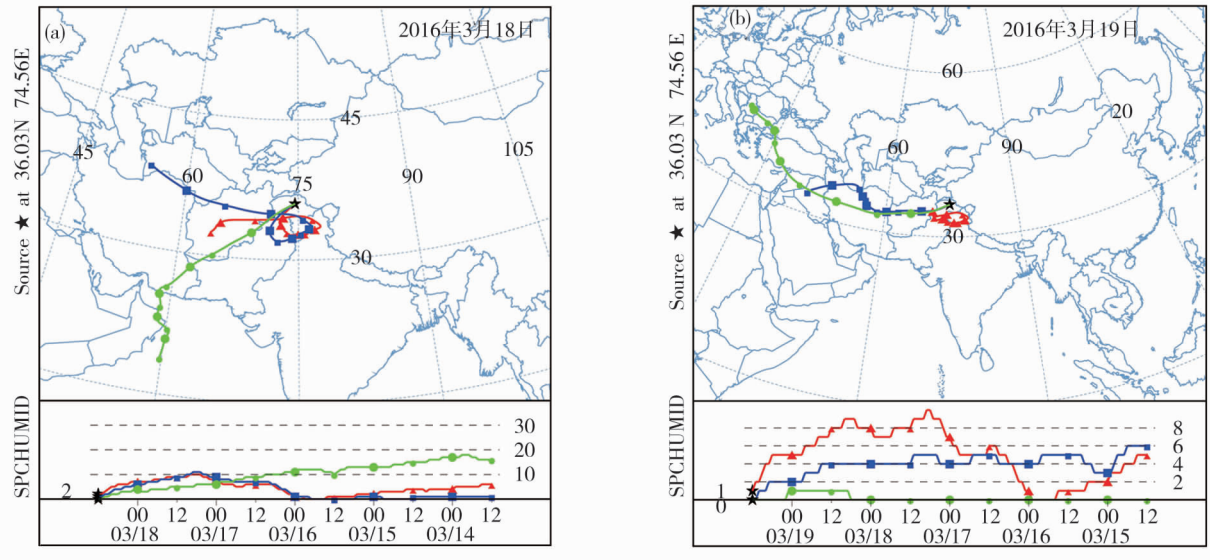 (a)
2016年3月18日
Source ★ at 36.03N 74.56E
45
45
105
60
75
90
30
SPCHUMID
30
20
10
2
00 12 00 12 00 12 00 12 00 12
03/18 03/17 03/16 03/15 03/14
(b)
2016年3月19日
Source ★ at 36.03 N 74.56 E
60
20
60
90
30
SPCHUMID
8
6
4
2
1
0
00 12 00 12 00 12 00 12 00 12
03/19 03/18 03/17 03/16 03/15